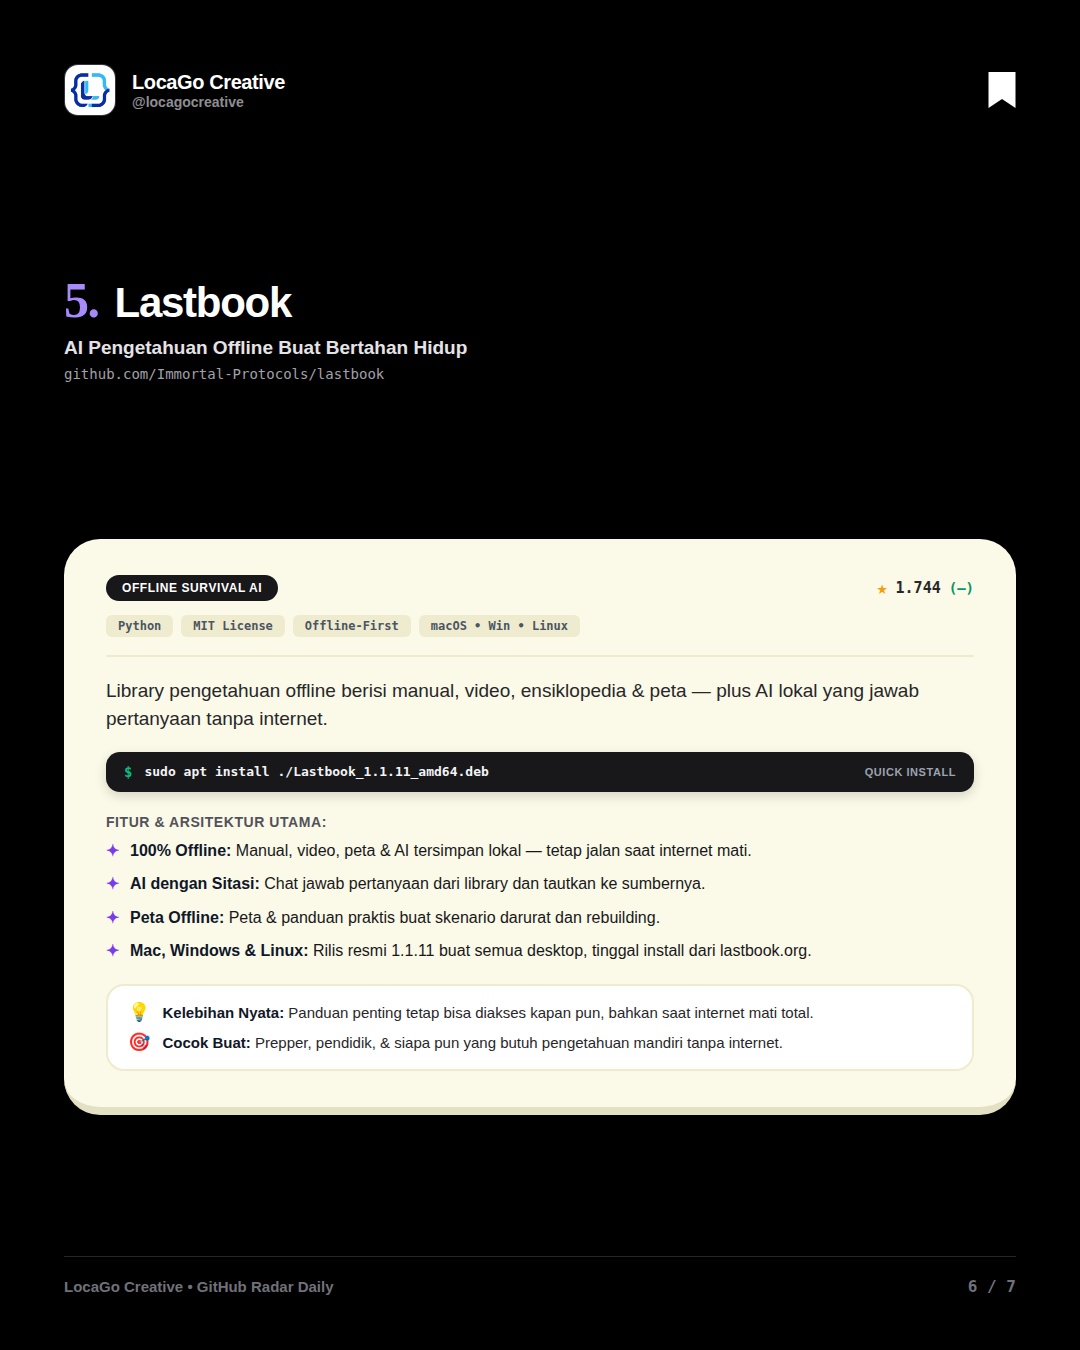 LocaGo Creative
@locagocreative
5. Lastbook
AI Pengetahuan Offline Buat Bertahan Hidup
github.com/Immortal-Protocols/lastbook
OFFLINE SURVIVAL AI
★ 1.744 (—)
Python MIT License Offline-First macOS • Win • Linux
Library pengetahuan offline berisi manual, video, ensiklopedia & peta — plus AI lokal yang jawab
pertanyaan tanpa internet.
$ sudo apt install ./Lastbook_1.1.11_amd64.deb QUICK INSTALL
FITUR & ARSITEKTUR UTAMA:
✦ 100% Offline: Manual, video, peta & AI tersimpan lokal — tetap jalan saat internet mati.
✦ AI dengan Sitasi: Chat jawab pertanyaan dari library dan tautkan ke sumbernya.
✦ Peta Offline: Peta & panduan praktis buat skenario darurat dan rebuilding.
✦ Mac, Windows & Linux: Rilis resmi 1.1.11 buat semua desktop, tinggal install dari lastbook.org.
💡 Kelebihan Nyata: Panduan penting tetap bisa diakses kapan pun, bahkan saat internet mati total.
🎯 Cocok Buat: Prepper, pendidik, & siapa pun yang butuh pengetahuan mandiri tanpa internet.
LocaGo Creative • GitHub Radar Daily
6 / 7